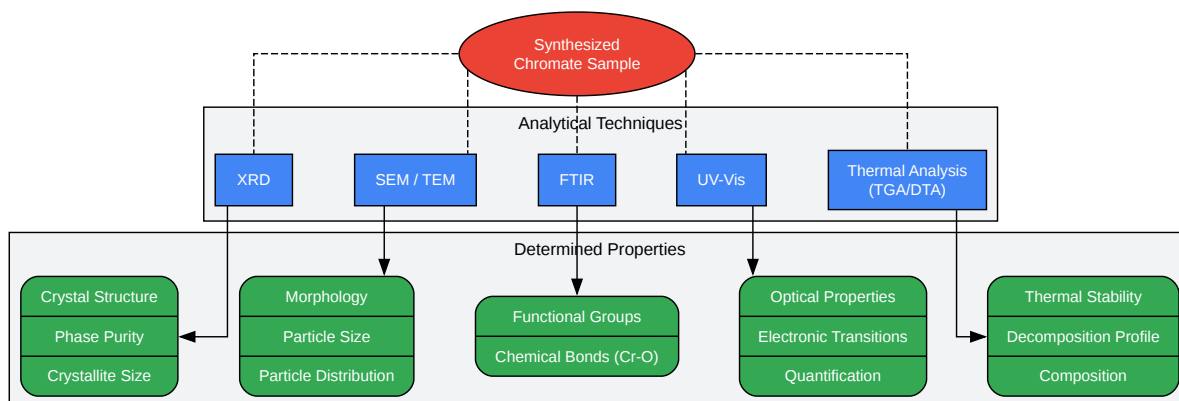 Synthesized
Chromate Sample
Analytical Techniques
XRD
SEM / TEM
FTIR
UV-Vis
Thermal Analysis
(TGA/DTA)
Determined Properties
Crystal Structure
Phase Purity
Crystallite Size
Morphology
Particle Size
Particle Distribution
Functional Groups
Chemical Bonds (Cr-O)
Optical Properties
Electronic Transitions
Quantification
Thermal Stability
Decomposition Profile
Composition